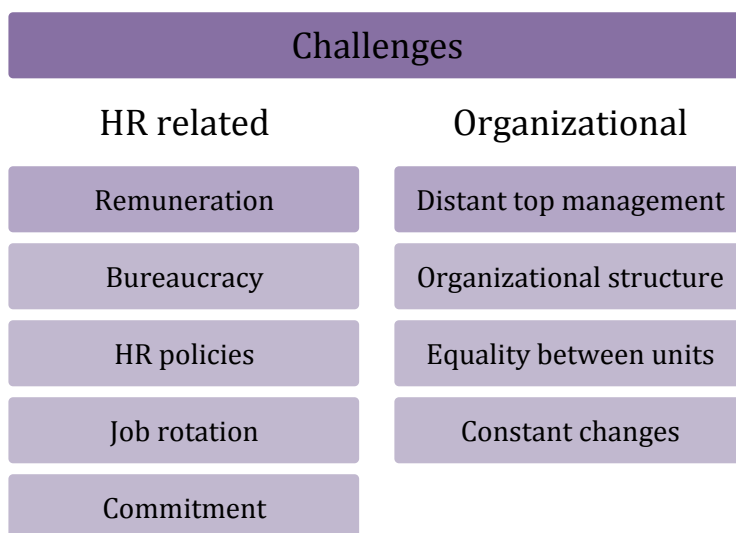 Challenges
HR related
Remuneration
Bureaucracy
HR policies
Job rotation
Commitment
Organizational
Distant top management
Organizational structure
Equality between units
Constant changes